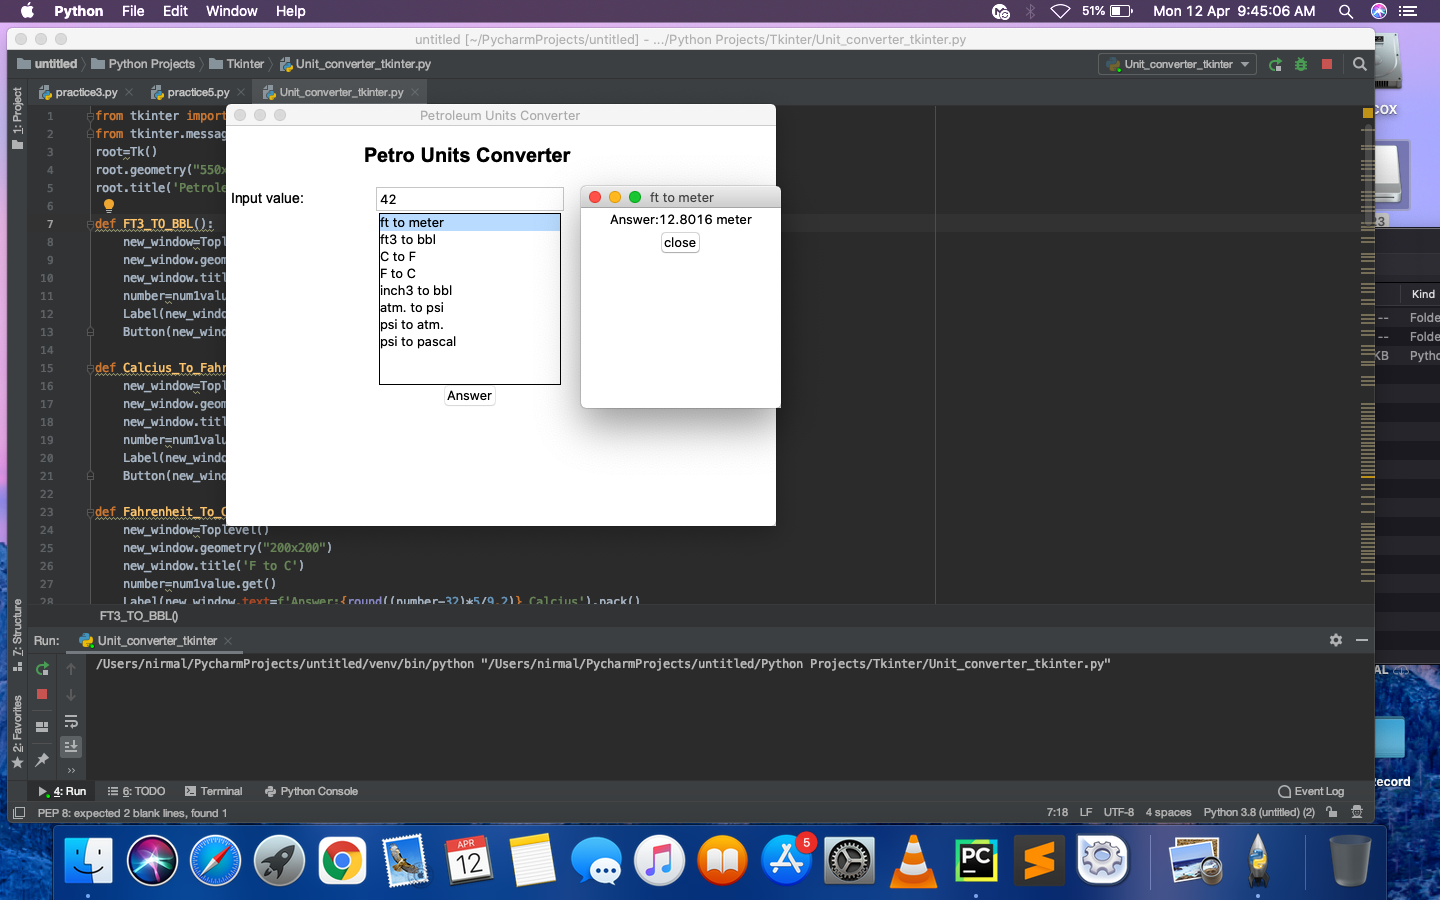 Python File Edit Window Help
51% Mon 12 Apr 9:45:06 AM
untitled [~/PycharmProjects/untitled] - .../Python Projects/Tkinter/Unit_converter_tkinter.py
untitled Python Projects Tkinter Unit_converter_tkinter.py
Unit_converter_tkinter
practice3.py practice5.py Unit_converter_tkinter.py
1: Project
1 from tkinter import
2 from tkinter.messag
3 root=Tk()
4 root.geometry("550x
5 root.title('Petrole
6
7 def FT3_TO_BBL():
8 new_window=Topl
9 new_window.geom
10 new_window.titl
11 number=num1valu
12 Label(new_windo
13 Button(new_wind
14
15 def Calcius_To_Fahr
16 new_window=Topl
17 new_window.geom
18 new_window.titl
19 number=num1valu
20 Label(new_windo
21 Button(new_wind
22
23 def Fahrenheit_To_C
24 new_window=Toplevel()
25 new_window.geometry("200x200")
26 new_window.title('F to C')
27 number=num1value.get()
28 Label(new_window,text=f'Answer:{round((number-32)*5/9,2)} Calcius').pack()
Petroleum Units Converter
Petro Units Converter
Input value:
42
ft to meter
ft3 to bbl
C to F
F to C
inch3 to bbl
atm. to psi
psi to atm.
psi to pascal
Answer
ft to meter
Answer:12.8016 meter
close
cox
3
Kind
-- Folde
-- Folde
KB Pytho
AL
Record
FT3_TO_BBL()
7: Structure
2: Favorites
Run: Unit_converter_tkinter
/Users/nirmal/PycharmProjects/untitled/venv/bin/python "/Users/nirmal/PycharmProjects/untitled/Python Projects/Tkinter/Unit_converter_tkinter.py"
4: Run 6: TODO Terminal Python Console
Event Log
PEP 8: expected 2 blank lines, found 1
7:18 LF UTF-8 4 spaces Python 3.8 (untitled) (2)
APR
12
5
PC